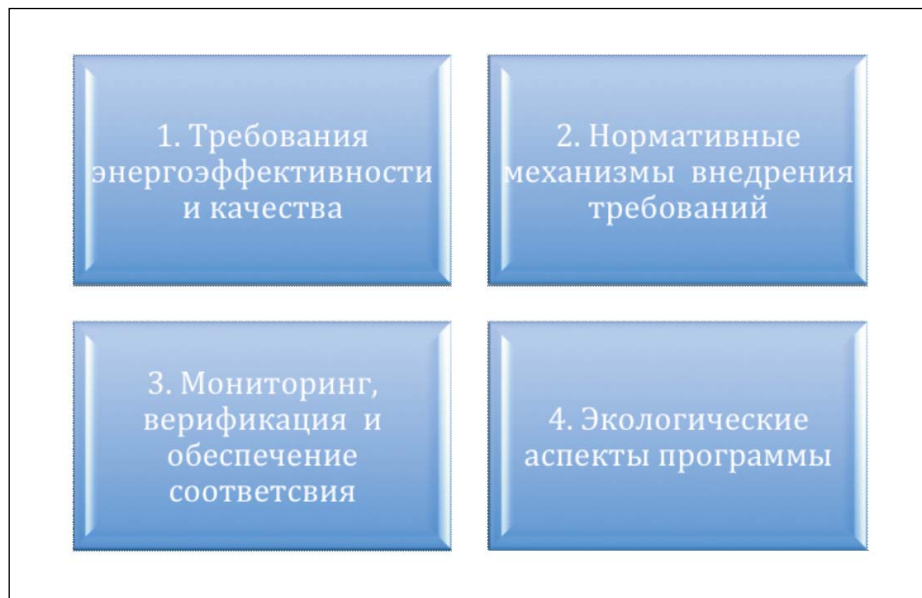 1. Требования
энергоэффективности
и качества
2. Нормативные
механизмы внедрения
требований
3. Мониторинг,
верификация и
обеспечение
соответсвия
4. Экологические
аспекты программы